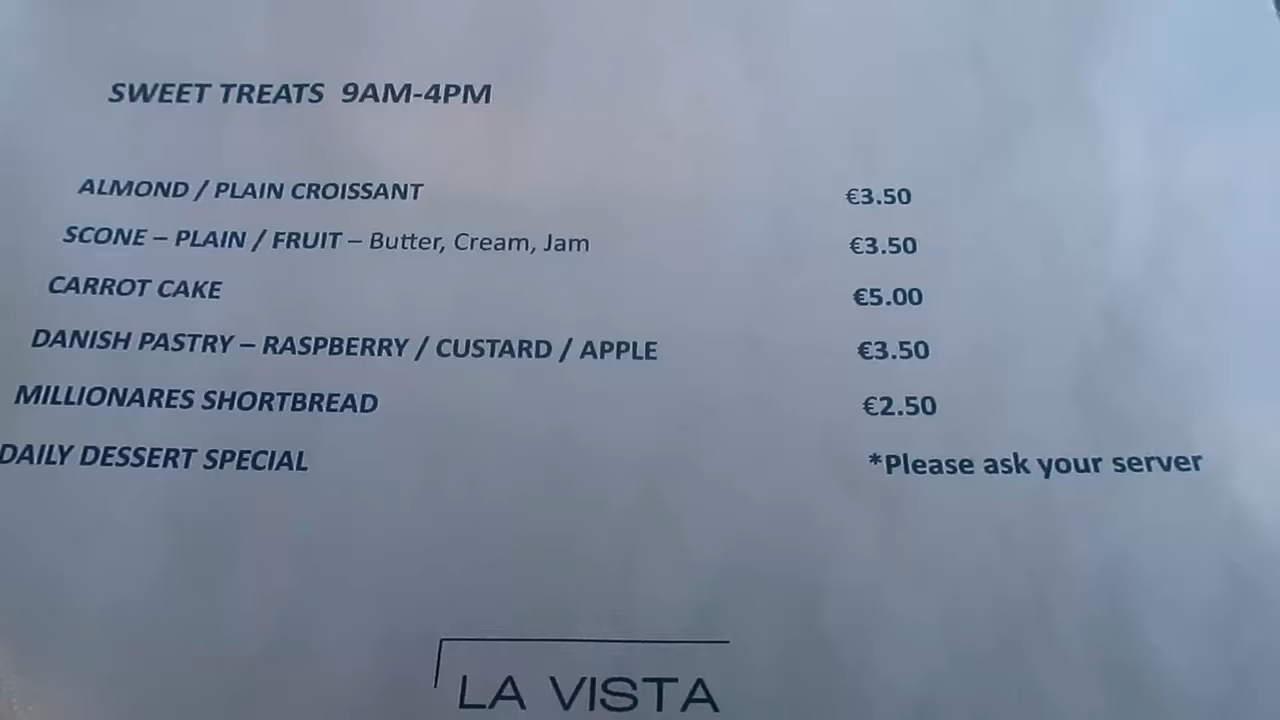 SWEET TREATS 9AM-4PM
ALMOND / PLAIN CROISSANT €3.50
SCONE – PLAIN / FRUIT – Butter, Cream, Jam €3.50
CARROT CAKE €5.00
DANISH PASTRY – RASPBERRY / CUSTARD / APPLE €3.50
MILLIONARES SHORTBREAD €2.50
DAILY DESSERT SPECIAL *Please ask your server
LA VISTA